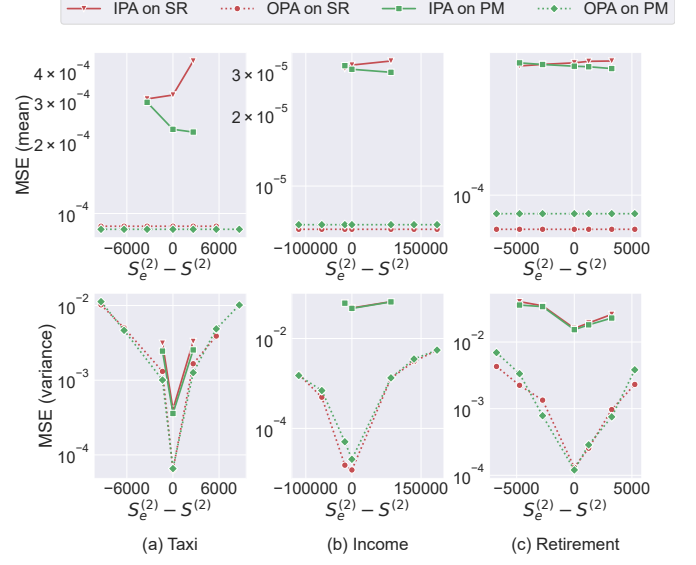 IPA on SR OPA on SR IPA on PM OPA on PM
MSE (mean)
4 × 10⁻⁴
3 × 10⁻⁴
2 × 10⁻⁴
10⁻⁴
−6000 0 6000
S_e^(2) − S^(2)
3 × 10⁻⁵
2 × 10⁻⁵
10⁻⁵
−100000 0 150000
S_e^(2) − S^(2)
10⁻⁴
−5000 0 5000
S_e^(2) − S^(2)
MSE (variance)
10⁻²
10⁻³
10⁻⁴
−6000 0 6000
S_e^(2) − S^(2)
10⁻²
10⁻⁴
−100000 0 150000
S_e^(2) − S^(2)
10⁻²
10⁻³
10⁻⁴
−5000 0 5000
S_e^(2) − S^(2)
(a) Taxi (b) Income (c) Retirement